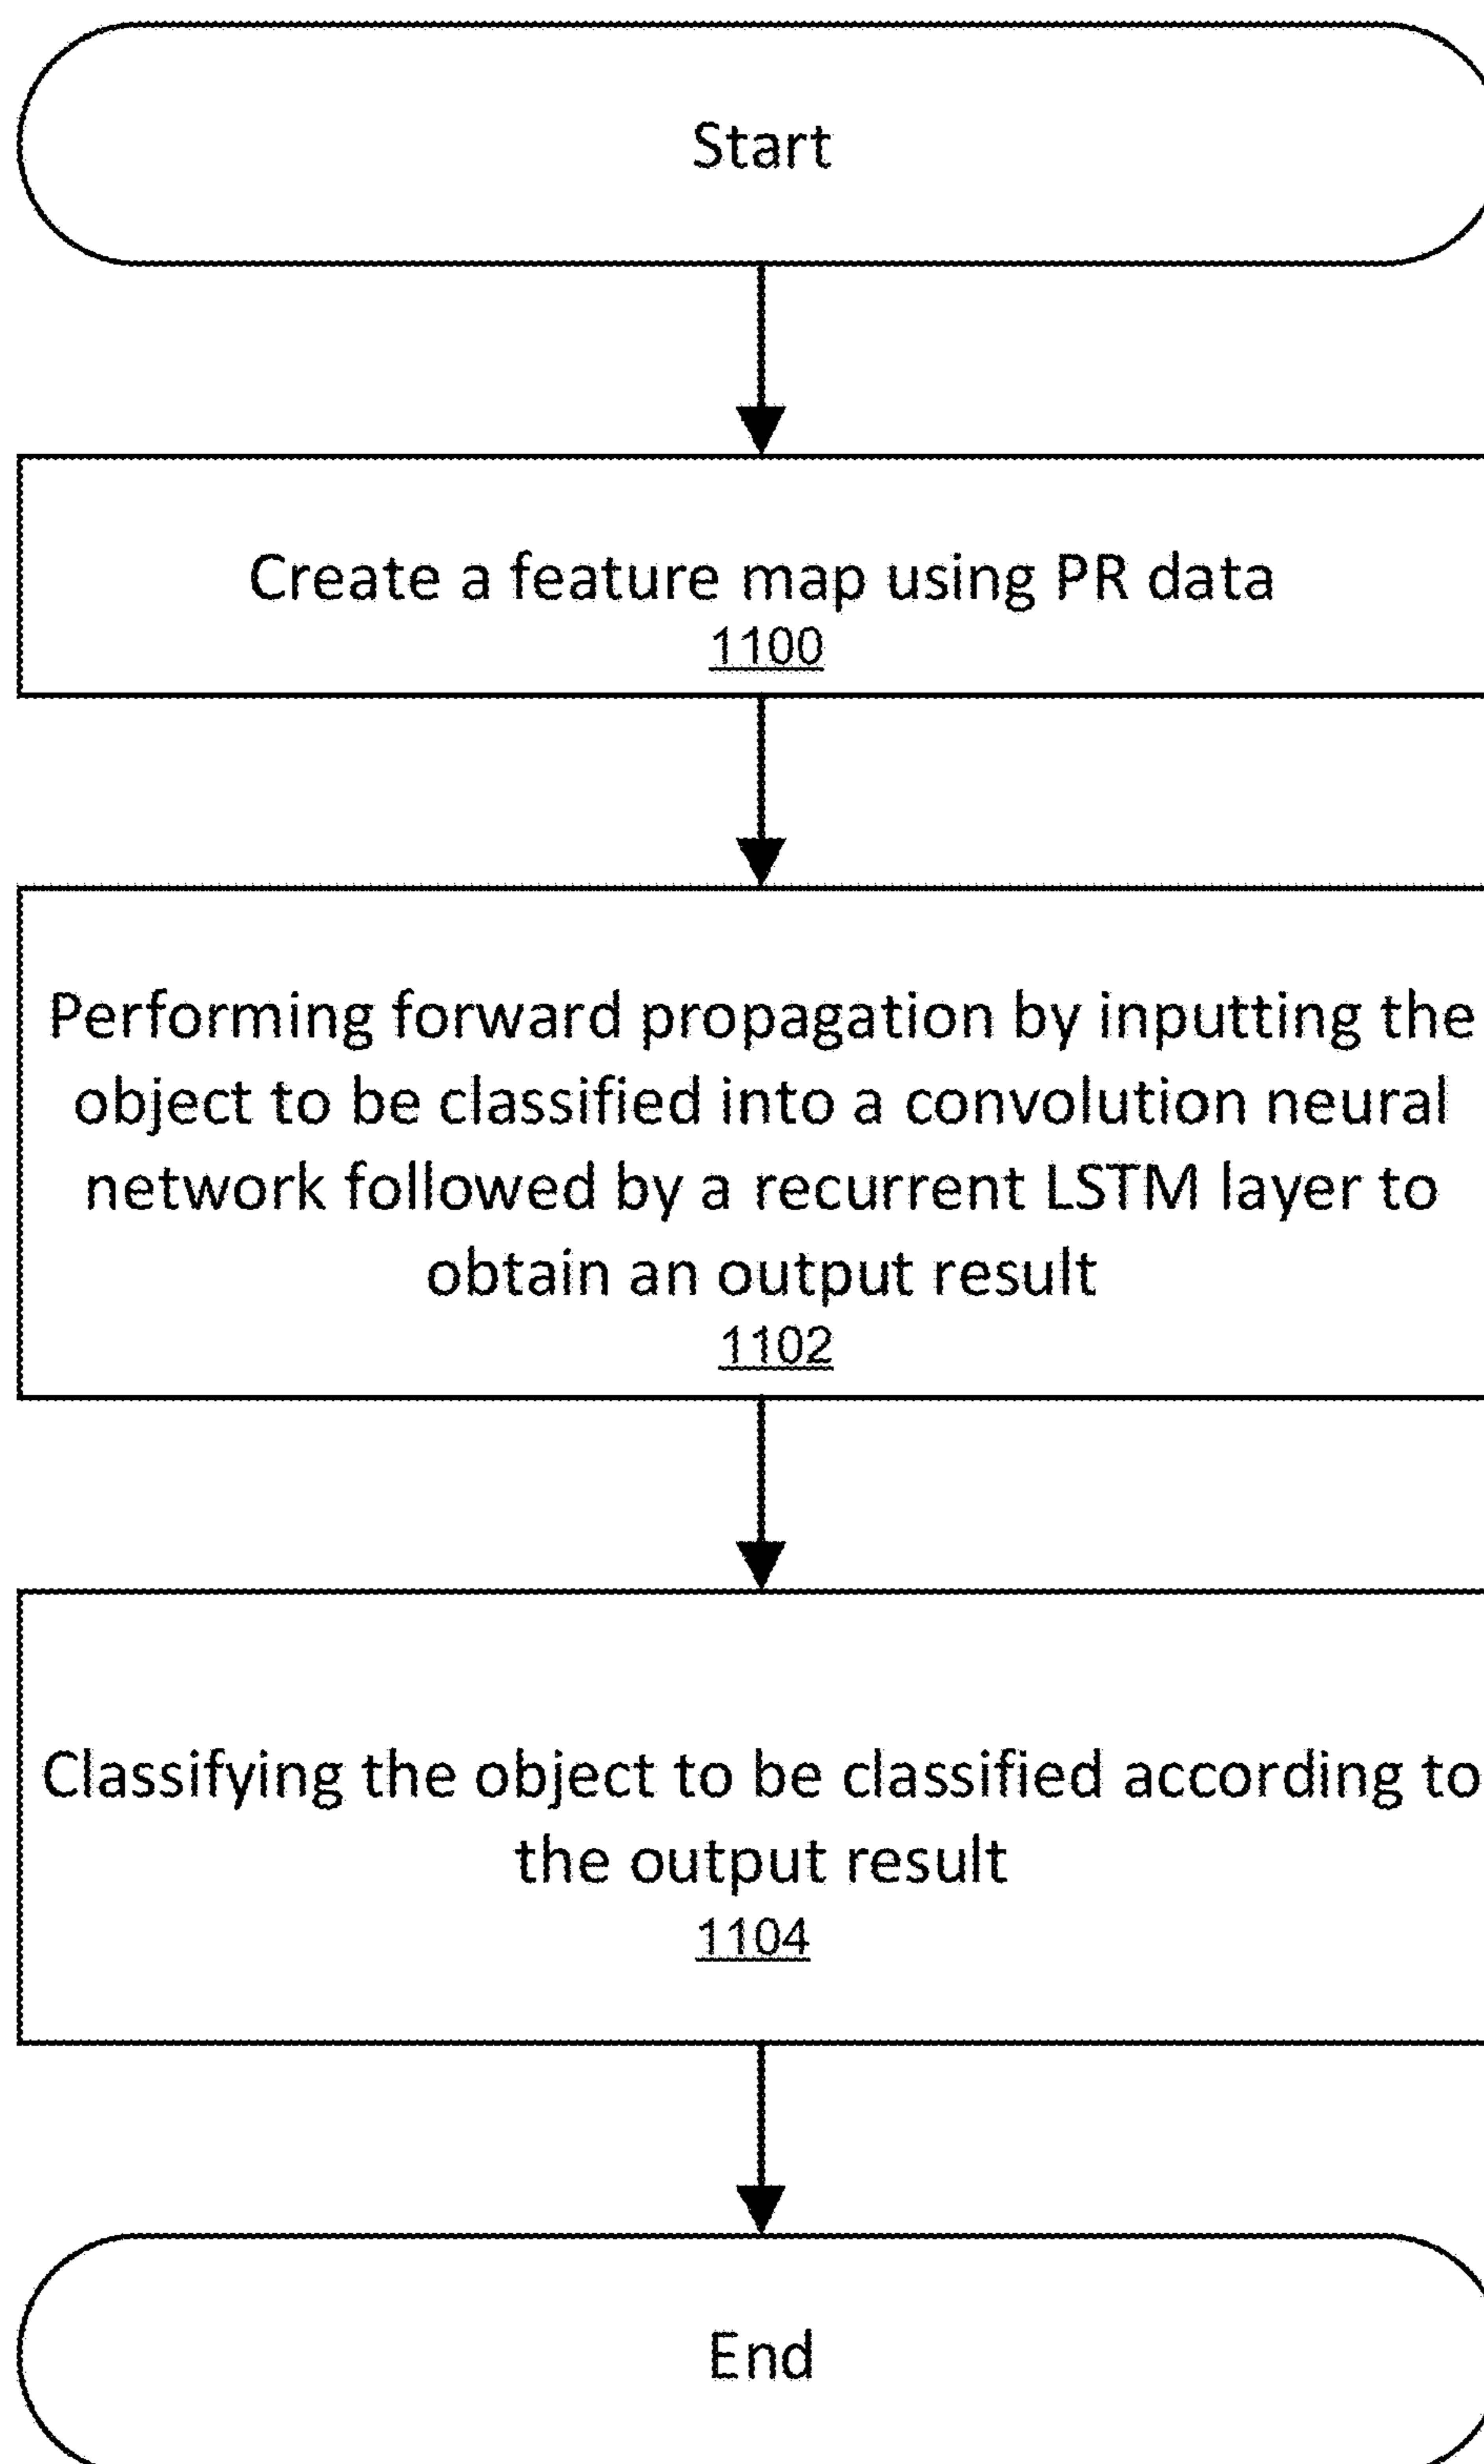 Start
Create a feature map using PR data
1100
Performing forward propagation by inputting the
object to be classified into a convolution neural
network followed by a recurrent LSTM layer to
obtain an output result
1102
Classifying the object to be classified according to
the output result
1104
End